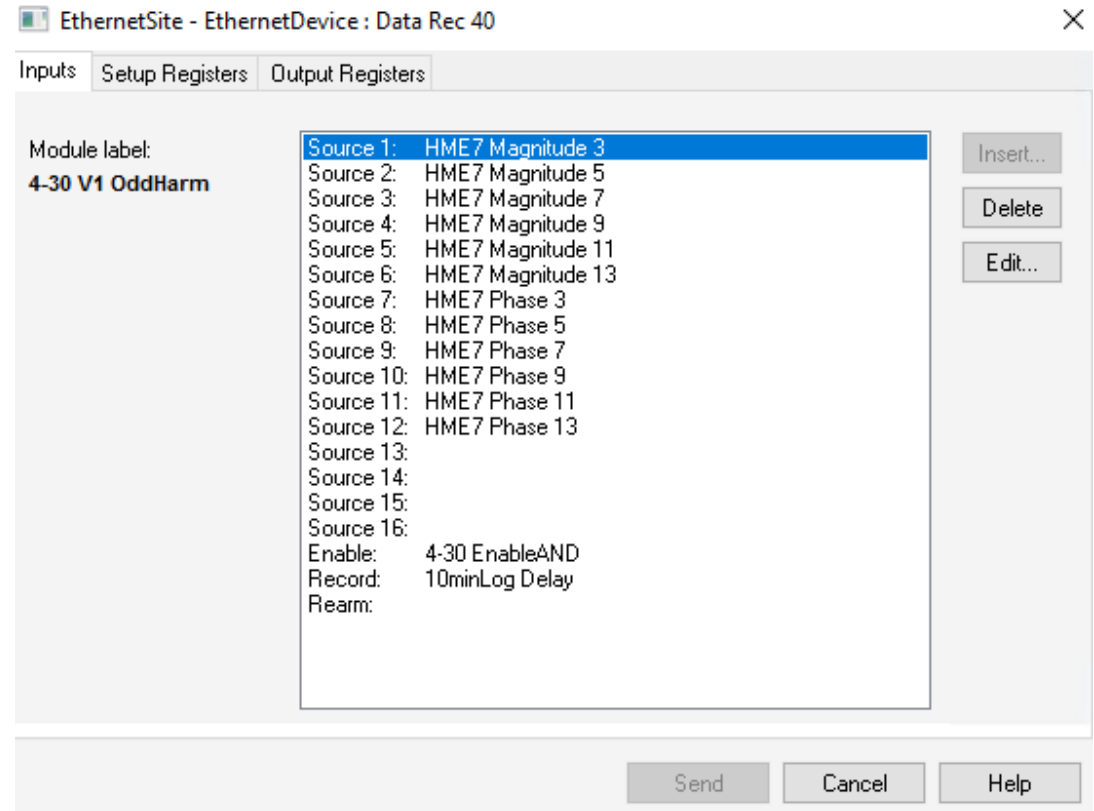 EthernetSite - EthernetDevice : Data Rec 40
Inputs Setup Registers Output Registers
Module label:
4-30 V1 OddHarm
Source 1: HME7 Magnitude 3
Source 2: HME7 Magnitude 5
Source 3: HME7 Magnitude 7
Source 4: HME7 Magnitude 9
Source 5: HME7 Magnitude 11
Source 6: HME7 Magnitude 13
Source 7: HME7 Phase 3
Source 8: HME7 Phase 5
Source 9: HME7 Phase 7
Source 10: HME7 Phase 9
Source 11: HME7 Phase 11
Source 12: HME7 Phase 13
Source 13:
Source 14:
Source 15:
Source 16:
Enable: 4-30 EnableAND
Record: 10minLog Delay
Rearm:
Insert...
Delete
Edit...
Send Cancel Help